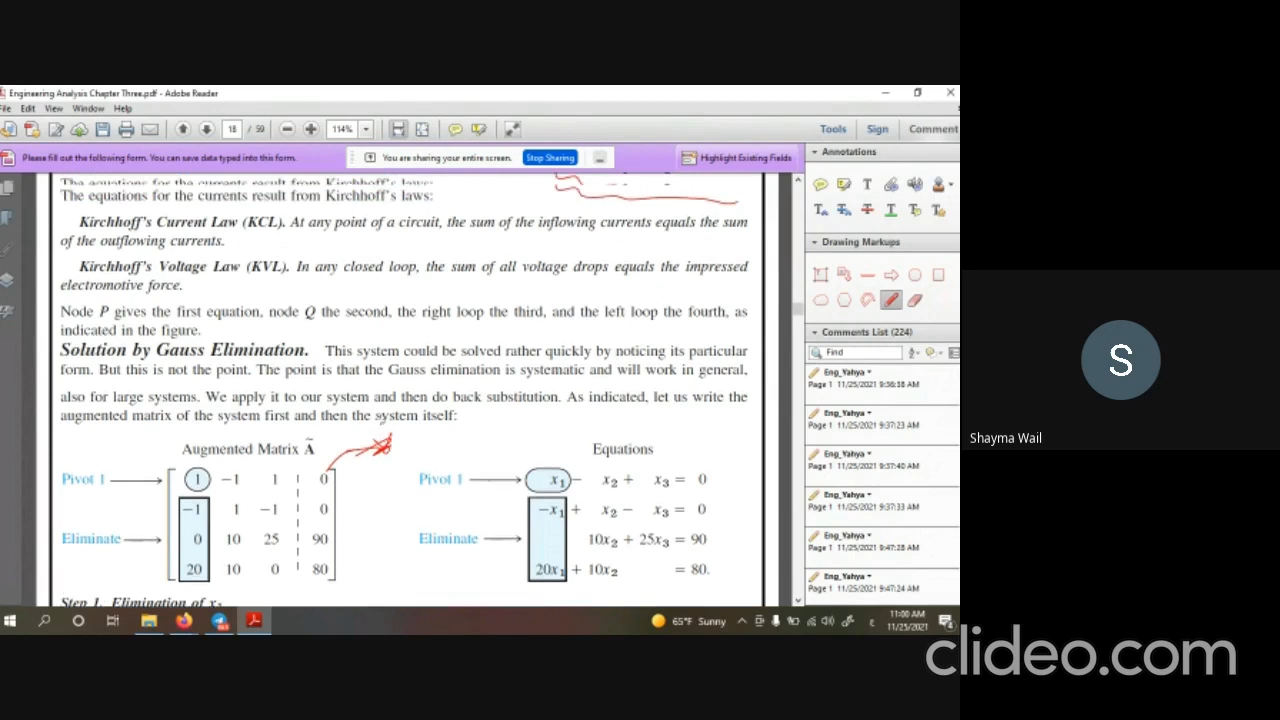 Engineering Analysis Chapter Three.pdf - Adobe Reader
File Edit View Window Help
18 / 59 114% Tools Sign Comment
Please fill out the following form. You can save data typed into this form.
You are sharing your entire screen. Stop Sharing
Highlight Existing Fields
The equations for the currents result from Kirchhoff's laws:
The equations for the currents result from Kirchhoff's laws:
Kirchhoff's Current Law (KCL). At any point of a circuit, the sum of the inflowing currents equals the sum
of the outflowing currents.
Kirchhoff's Voltage Law (KVL). In any closed loop, the sum of all voltage drops equals the impressed
electromotive force.
Node P gives the first equation, node Q the second, the right loop the third, and the left loop the fourth, as
indicated in the figure.
Solution by Gauss Elimination. This system could be solved rather quickly by noticing its particular
form. But this is not the point. The point is that the Gauss elimination is systematic and will work in general,
also for large systems. We apply it to our system and then do back substitution. As indicated, let us write the
augmented matrix of the system first and then the system itself:
Augmented Matrix Ã Equations
Pivot 1 1 −1 1 0 Pivot 1 x₁ − x₂ + x₃ = 0
−1 1 −1 0 −x₁ + x₂ − x₃ = 0
Eliminate 0 10 25 90 Eliminate 10x₂ + 25x₃ = 90
20 10 0 80 20x₁ + 10x₂ = 80.
Step 1. Elimination of x₁
Annotations
Drawing Markups
Comments List (224)
Find
Eng_Yahya
Page 1 11/25/2021 9:36:38 AM
Eng_Yahya
Page 1 11/25/2021 9:37:23 AM
Eng_Yahya
Page 1 11/25/2021 9:37:40 AM
Eng_Yahya
Page 1 11/25/2021 9:37:33 AM
Eng_Yahya
Page 1 11/25/2021 9:47:28 AM
Eng_Yahya
Page 1 11/25/2021 9:47:24 AM
65°F Sunny
11:00 AM
11/25/2021
S
Shayma Wail
clideo.com